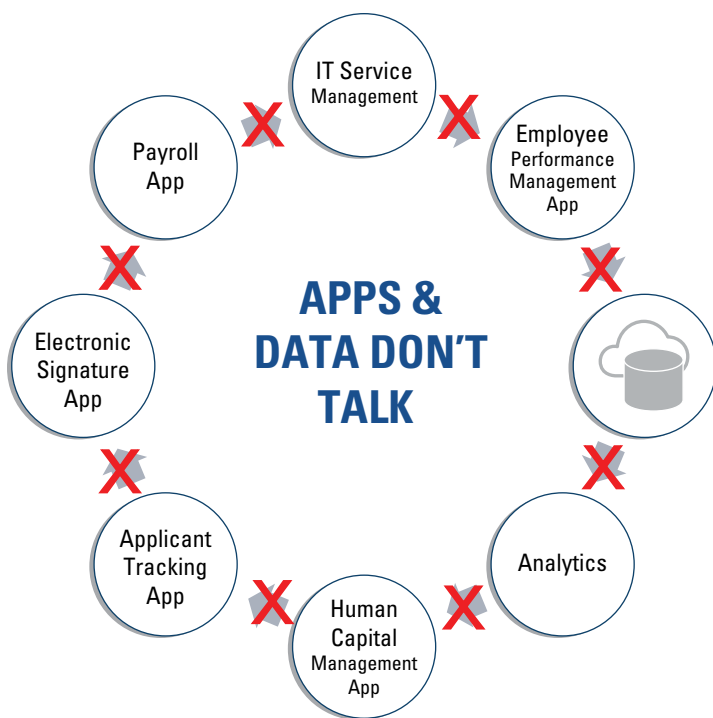 IT Service
Management
Employee
Performance
Management
App
Payroll
App
APPS &
DATA DON'T
TALK
Electronic
Signature
App
Applicant
Tracking
App
Analytics
Human
Capital
Management
App